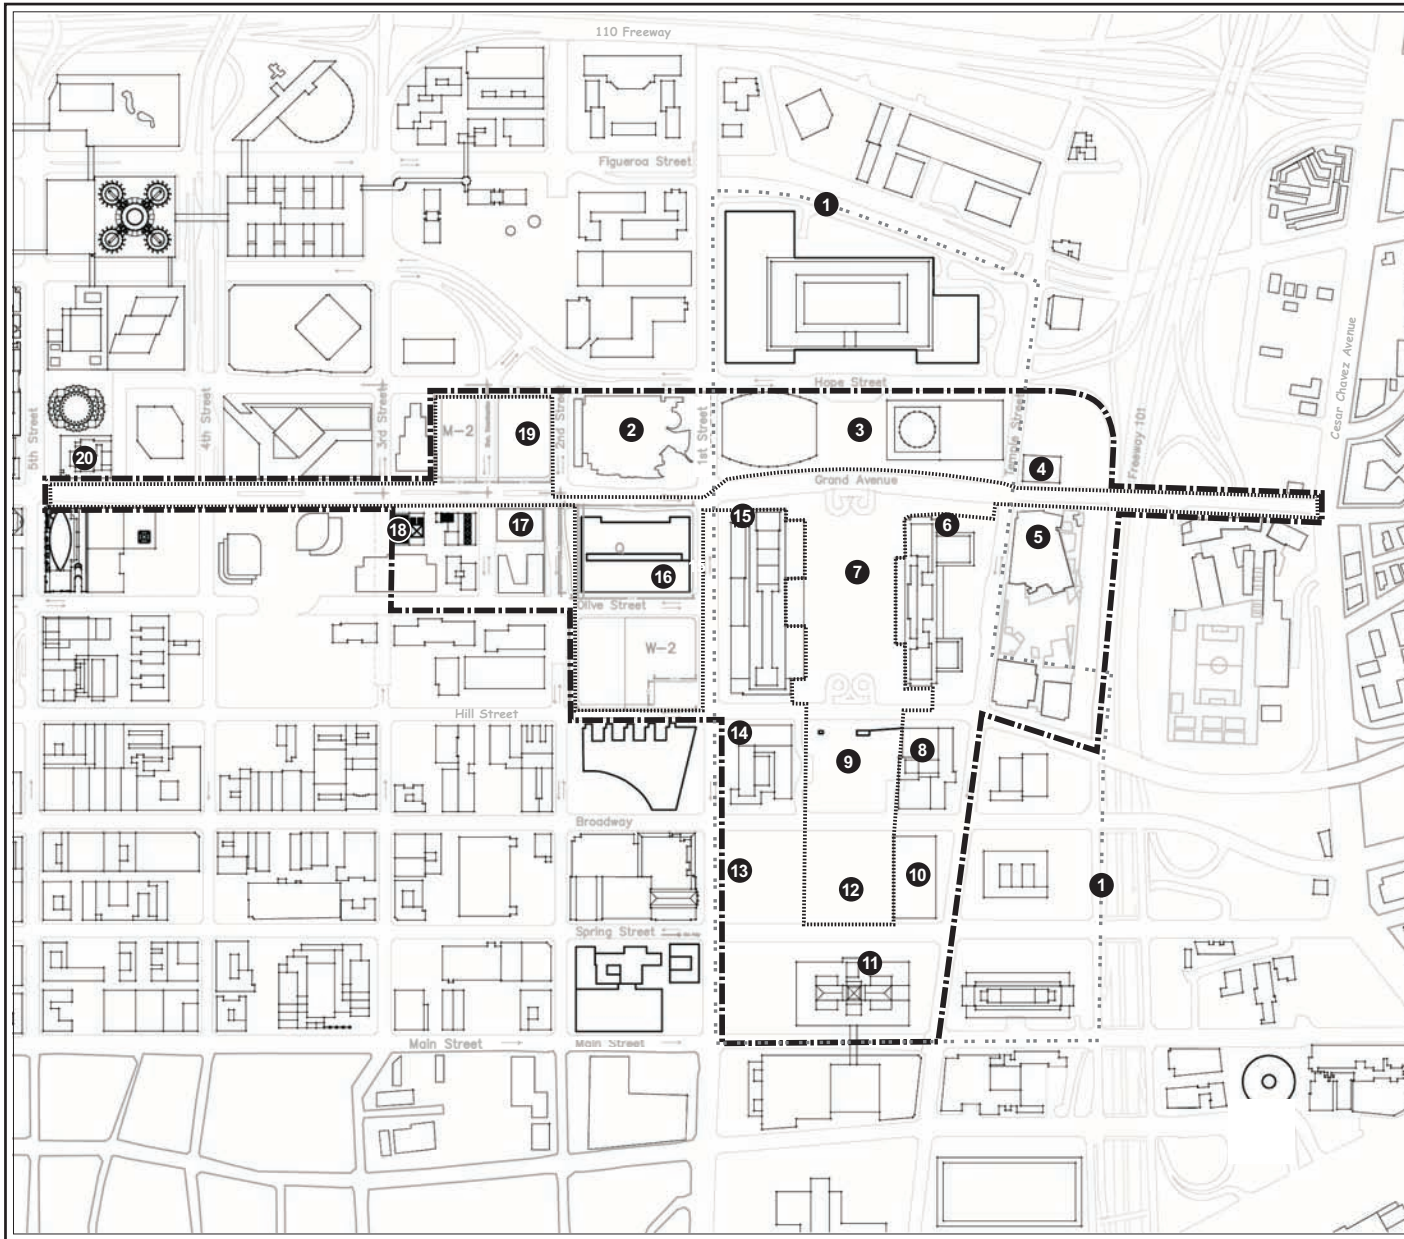 110 Freeway
Figueroa Street
1
Hope Street
Cesar Chavez Avenue
5th Street
4th Street
3rd Street
2nd Street
1st Street
Temple Street
Freeway 101
M-2
19
2
3
4
20
Grand Avenue
18
17
15
6
5
16
7
Olive Street
W-2
Hill Street
14
9
8
Broadway
13
12
10
1
Spring Street
11
Main Street
Main Street